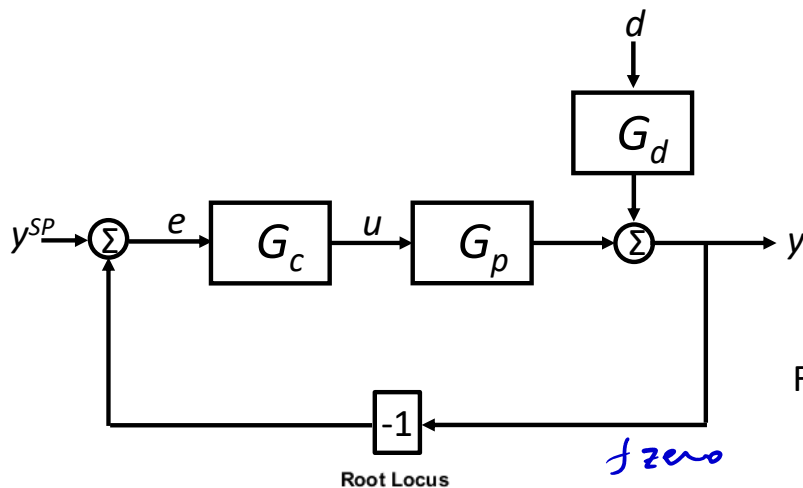 d
G_d
y^SP
Σ
e
G_c
u
G_p
Σ
y
F
-1
f zero
Root Locus